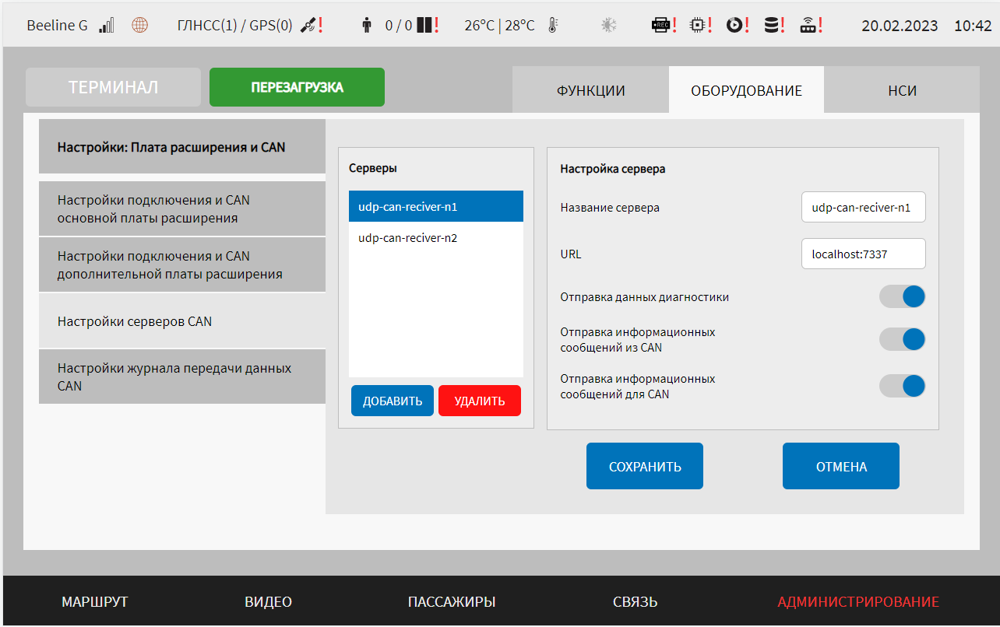 Beeline G ГЛНСС(1) / GPS(0) ! 0 / 0 ! 26°C | 28°C REC ! ! ! ! ! 20.02.2023 10:42
ТЕРМИНАЛ ПЕРЕЗАГРУЗКА ФУНКЦИИ ОБОРУДОВАНИЕ НСИ
Настройки: Плата расширения и CAN
Настройки подключения и CAN
основной платы расширения
Настройки подключения и CAN
дополнительной платы расширения
Настройки серверов CAN
Настройки журнала передачи данных
CAN
Серверы
udp-can-reciver-n1
udp-can-reciver-n2
ДОБАВИТЬ УДАЛИТЬ
Настройка сервера
Название сервера udp-can-reciver-n1
URL localhost:7337
Отправка данных диагностики
Отправка информационных
сообщений из CAN
Отправка информационных
сообщений для CAN
СОХРАНИТЬ ОТМЕНА
МАРШРУТ ВИДЕО ПАССАЖИРЫ СВЯЗЬ АДМИНИСТРИРОВАНИЕ